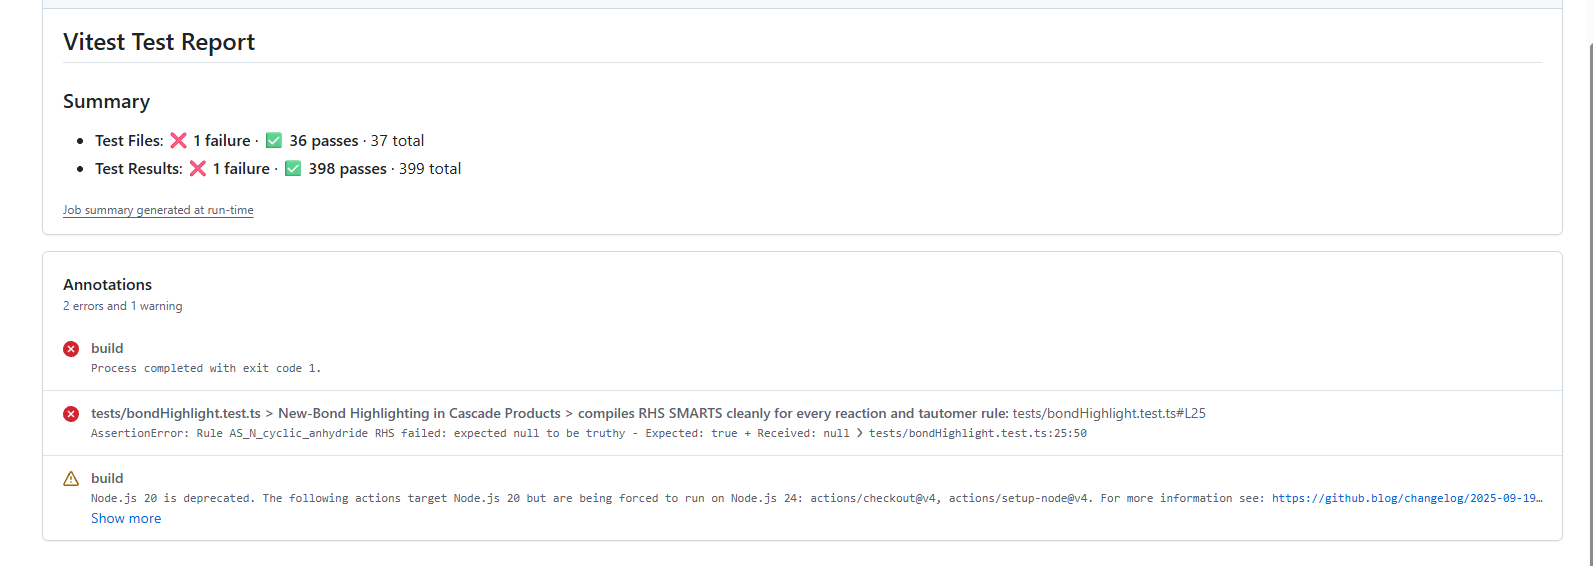 Vitest Test Report
Summary
• Test Files: ❌ 1 failure · ✅ 36 passes · 37 total
• Test Results: ❌ 1 failure · ✅ 398 passes · 399 total
Job summary generated at run-time
Annotations
2 errors and 1 warning
build
Process completed with exit code 1.
tests/bondHighlight.test.ts > New-Bond Highlighting in Cascade Products > compiles RHS SMARTS cleanly for every reaction and tautomer rule: tests/bondHighlight.test.ts#L25
AssertionError: Rule AS_N_cyclic_anhydride RHS failed: expected null to be truthy - Expected: true + Received: null ❯ tests/bondHighlight.test.ts:25:50
build
Node.js 20 is deprecated. The following actions target Node.js 20 but are being forced to run on Node.js 24: actions/checkout@v4, actions/setup-node@v4. For more information see: https://github.blog/changelog/2025-09-19…
Show more